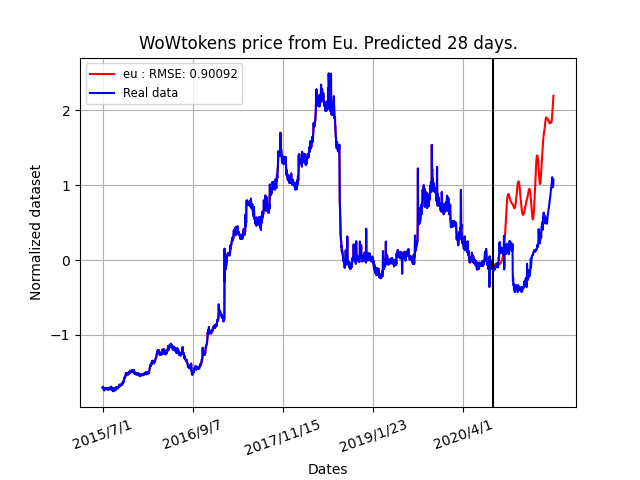 WoWtokens price from Eu. Predicted 28 days.
eu : RMSE: 0.90092
Real data
Normalized dataset
2
1
0
−1
2015/7/1
2016/9/7
2017/11/15
2019/1/23
2020/4/1
Dates